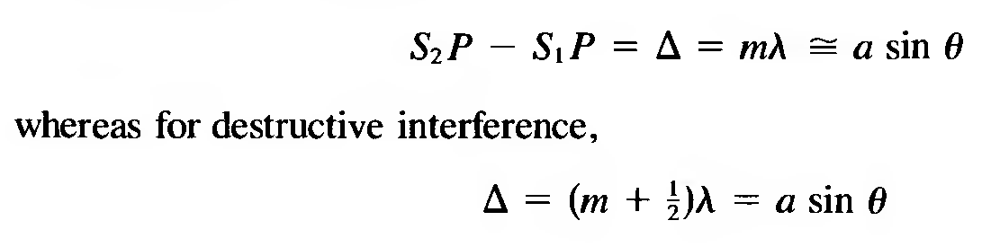 S₂P − S₁P = Δ = mλ ≅ a sin θ
whereas for destructive interference,
Δ = (m + ½)λ = a sin θ